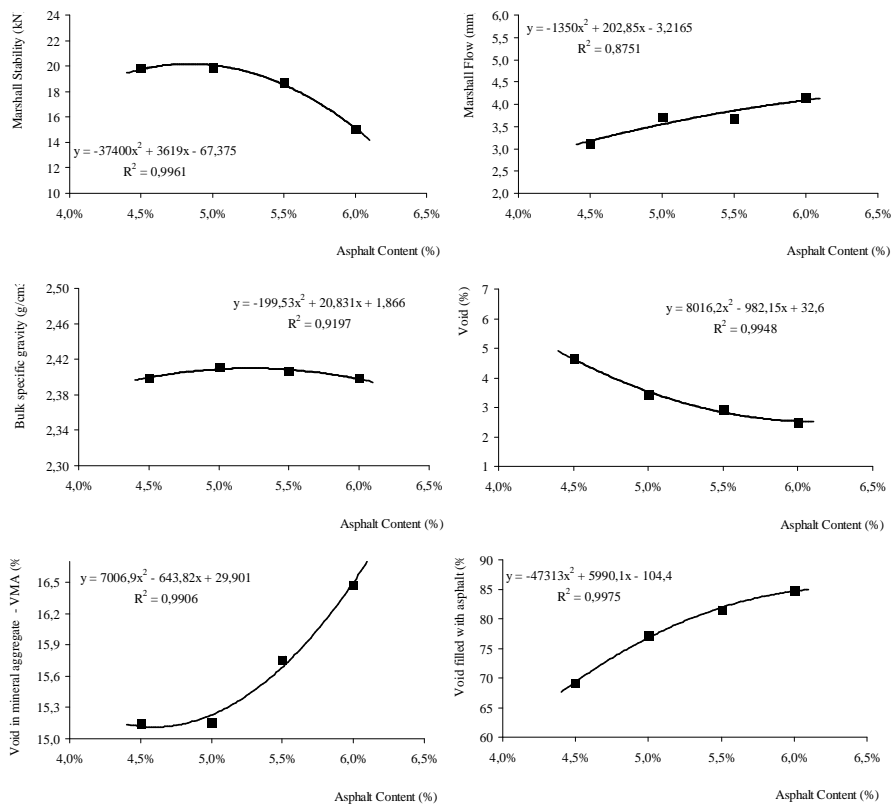 Marshall Stability (kN
24
22
20
18
16
14
12
10
y = -37400x² + 3619x - 67,375
R² = 0,9961
4,0% 4,5% 5,0% 5,5% 6,0% 6,5%
Asphalt Content (%)
Marshall Flow (mm
6,0
5,5
5,0
4,5
4,0
3,5
3,0
2,5
2,0
y = -1350x² + 202,85x - 3,2165
R² = 0,8751
4,0% 4,5% 5,0% 5,5% 6,0% 6,5%
Asphalt Content (%)
Bulk specific gravity (g/cm
2,50
2,46
2,42
2,38
2,34
2,30
y = -199,53x² + 20,831x + 1,866
R² = 0,9197
4,0% 4,5% 5,0% 5,5% 6,0% 6,5%
Asphalt Content (%)
Void (%)
7
6
5
4
3
2
1
y = 8016,2x² - 982,15x + 32,6
R² = 0,9948
4,0% 4,5% 5,0% 5,5% 6,0% 6,5%
Asphalt Content (%)
Void in mineral aggregate - VMA (%
16,5
16,2
15,9
15,6
15,3
15,0
y = 7006,9x² - 643,82x + 29,901
R² = 0,9906
4,0% 4,5% 5,0% 5,5% 6,0% 6,5%
Asphalt Content (%)
Void filled with asphalt (%
90
85
80
75
70
65
60
y = -47313x² + 5990,1x - 104,4
R² = 0,9975
4,0% 4,5% 5,0% 5,5% 6,0% 6,5%
Asphalt Content (%)